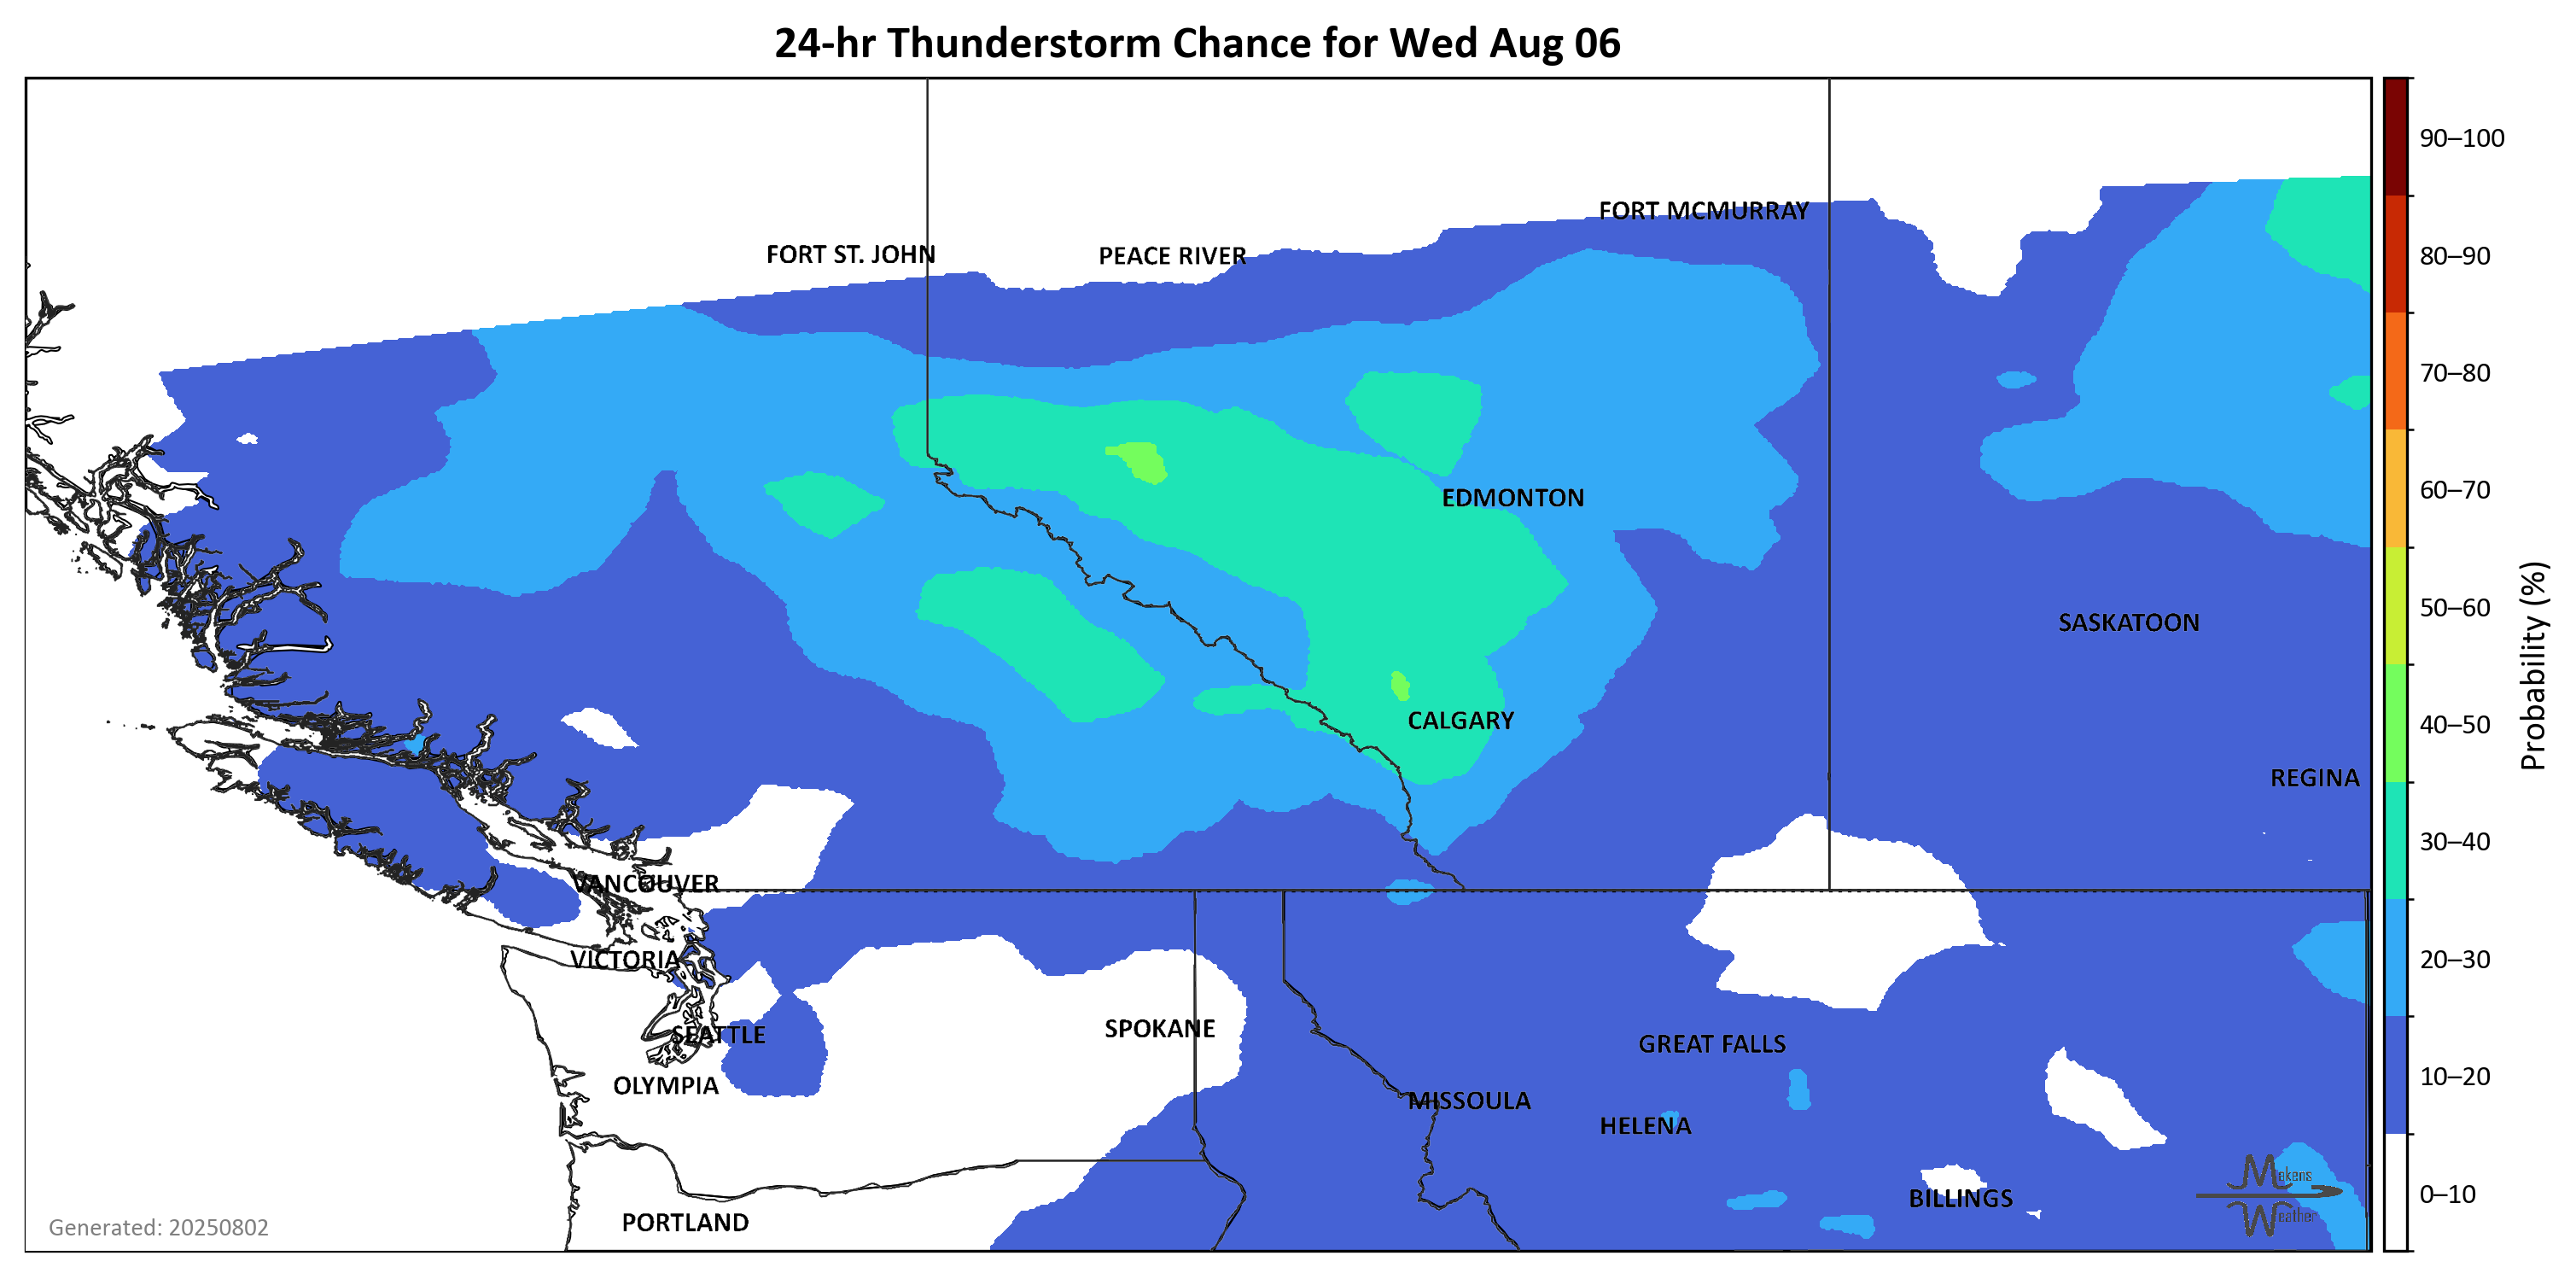 24-hr Thunderstorm Chance for Wed Aug 06
90–100
FORT MCMURRAY
FORT ST. JOHN
PEACE RIVER
80–90
70–80
60–70
EDMONTON
50–60
SASKATOON
CALGARY
40–50
Probability (%)
REGINA
30–40
VANCOUVER
VICTORIA
20–30
SEATTLE
SPOKANE
GREAT FALLS
OLYMPIA
MISSOULA
10–20
HELENA
Mekens
Weather
BILLINGS
0–10
PORTLAND
Generated: 20250802